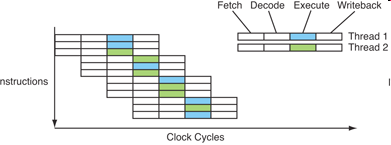 Fetch Decode Execute Writeback
Thread 1
Thread 2
nstructions
Clock Cycles